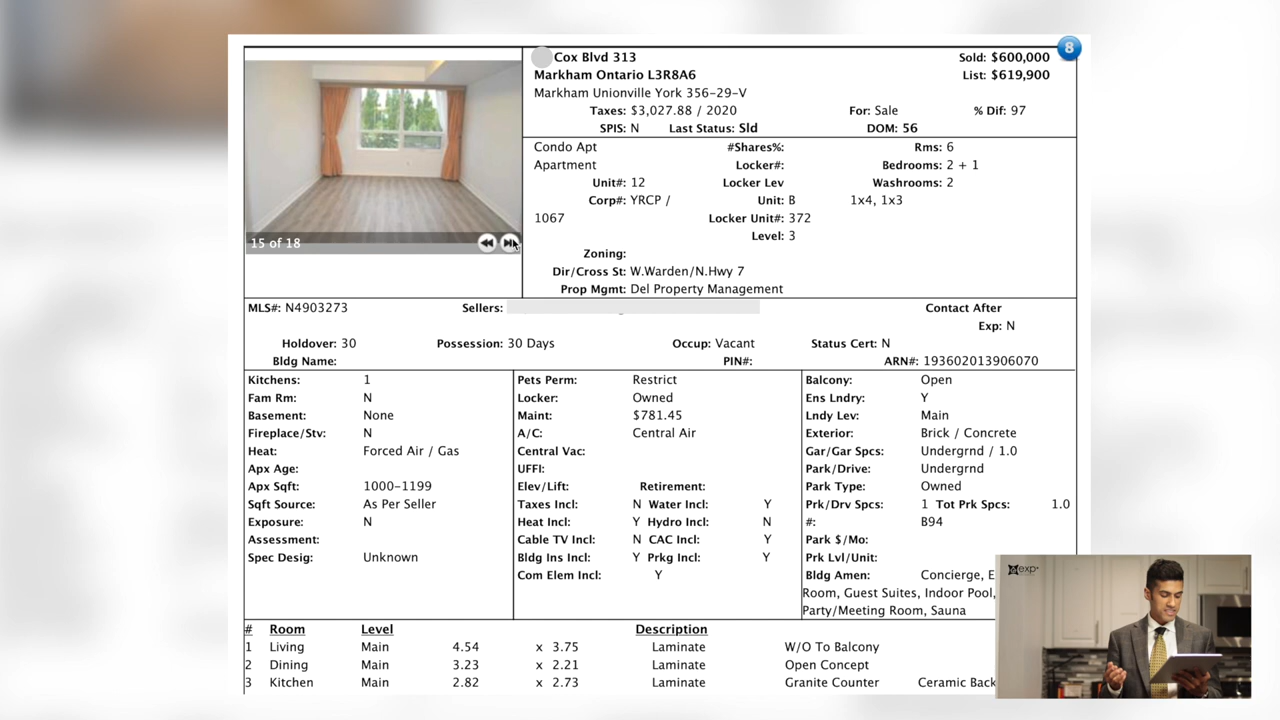 8
Cox Blvd 313 Sold: $600,000
Markham Ontario L3R8A6 List: $619,900
Markham Unionville York 356-29-V
Taxes: $3,027.88 / 2020 For: Sale % Dif: 97
SPIS: N Last Status: Sld DOM: 56
Condo Apt #Shares%: Rms: 6
Apartment Locker#: Bedrooms: 2 + 1
Unit#: 12 Locker Lev Washrooms: 2
Corp#: YRCP / Unit: B 1x4, 1x3
1067 Locker Unit#: 372
Level: 3
15 of 18
Zoning:
Dir/Cross St: W.Warden/N.Hwy 7
Prop Mgmt: Del Property Management
MLS#: N4903273 Sellers: Contact After
Exp: N
Holdover: 30 Possession: 30 Days Occup: Vacant Status Cert: N
Bldg Name: PIN#: ARN#: 193602013906070
Kitchens: 1 Pets Perm: Restrict Balcony: Open
Fam Rm: N Locker: Owned Ens Lndry: Y
Basement: None Maint: $781.45 Lndy Lev: Main
Fireplace/Stv: N A/C: Central Air Exterior: Brick / Concrete
Heat: Forced Air / Gas Central Vac: Gar/Gar Spcs: Undergrnd / 1.0
Apx Age: UFFI: Park/Drive: Undergrnd
Apx Sqft: 1000-1199 Elev/Lift: Retirement: Park Type: Owned
Sqft Source: As Per Seller Taxes Incl: N Water Incl: Y Prk/Drv Spcs: 1 Tot Prk Spcs: 1.0
Exposure: N Heat Incl: Y Hydro Incl: N #: B94
Assessment: Cable TV Incl: N CAC Incl: Y Park $/Mo:
Spec Desig: Unknown Bldg Ins Incl: Y Prkg Incl: Y Prk Lvl/Unit:
Com Elem Incl: Y Bldg Amen: Concierge, E
Room, Guest Suites, Indoor Pool,
Party/Meeting Room, Sauna
# Room Level Description
1 Living Main 4.54 x 3.75 Laminate W/O To Balcony
2 Dining Main 3.23 x 2.21 Laminate Open Concept
3 Kitchen Main 2.82 x 2.73 Laminate Granite Counter Ceramic Back
exp